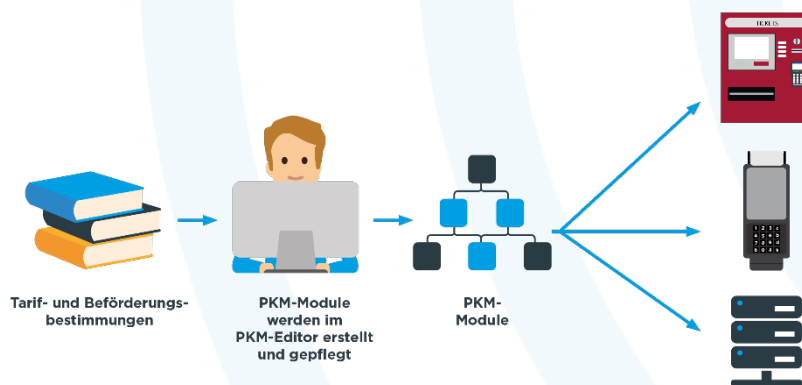 TICKETS
Tarif- und Beförderungs-
bestimmungen
PKM-Module
werden im
PKM-Editor erstellt
und gepflegt
PKM-
Module